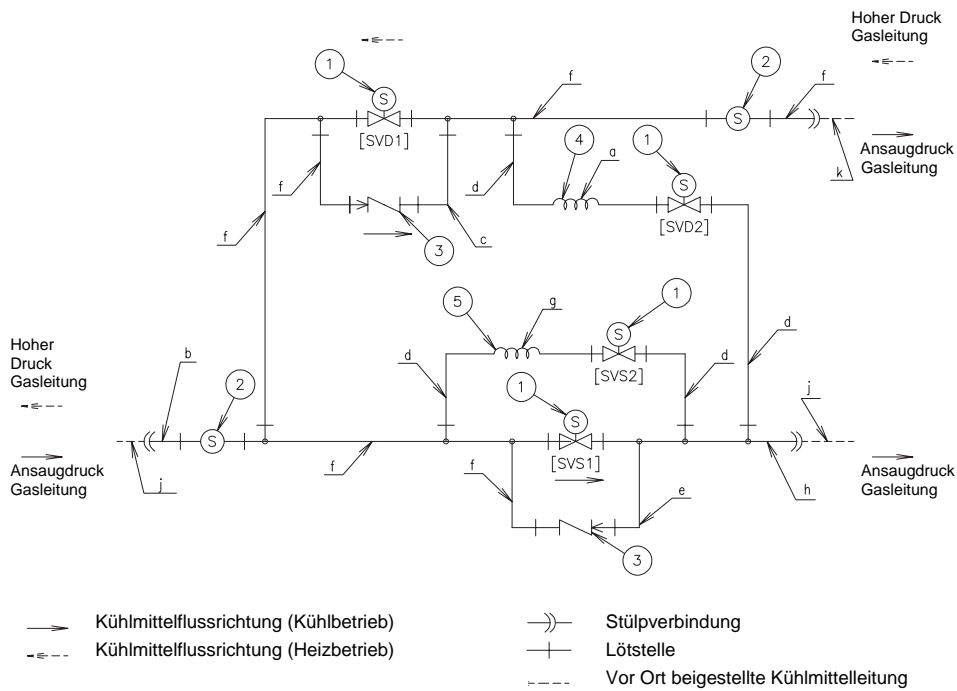 Hoher Druck
Gasleitung
1
2
f
f
S
S
[SVD1]
Ansaugdruck
Gasleitung
k
4
a
1
S
f
d
[SVD2]
f
c
3
5
g
1
S
Hoher
Druck
Gasleitung
d
[SVS2]
d
d
b
2
1
S
j
S
[SVS1]
Ansaugdruck
Gasleitung
j
f
f
e
h
Ansaugdruck
Gasleitung
3
Kühlmittelflussrichtung (Kühlbetrieb)
Stülpverbindung
Kühlmittelflussrichtung (Heizbetrieb)
Lötstelle
Vor Ort beigestellte Kühlmittelleitung